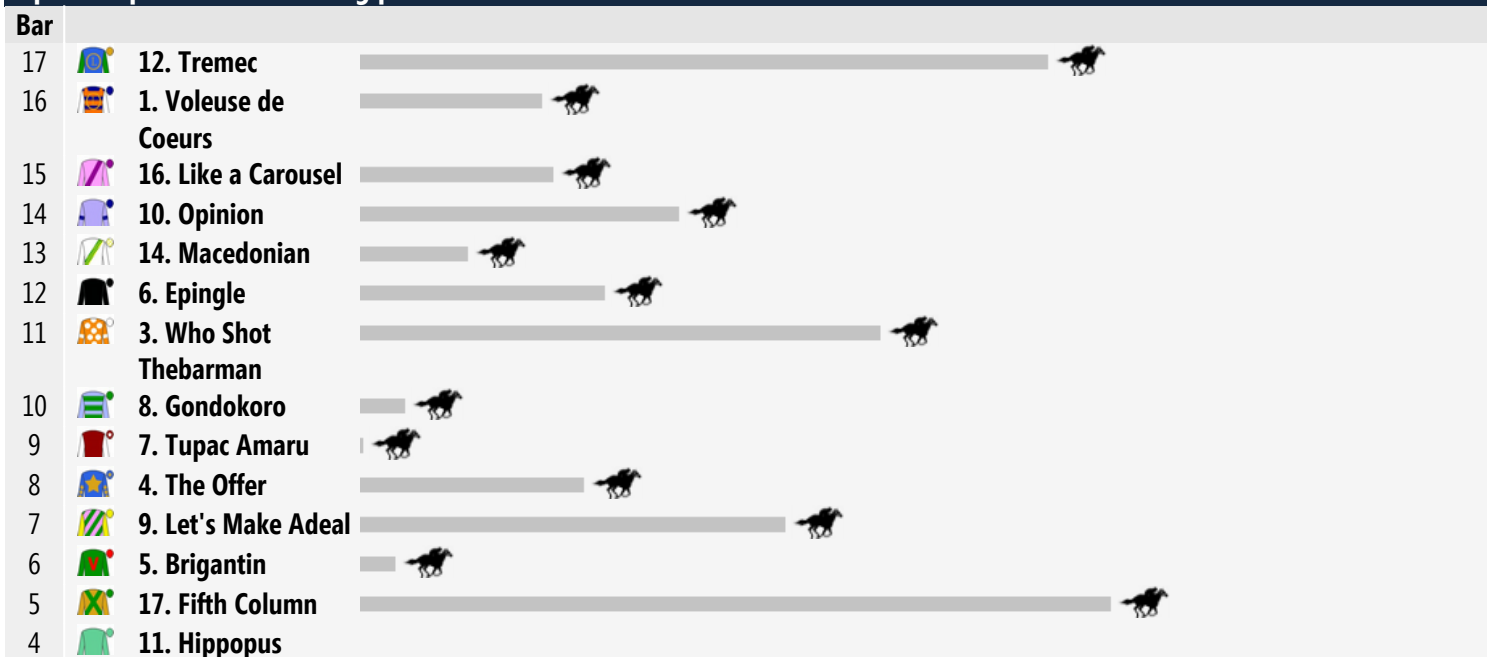 Bar
17 12. Tremec
16 1. Voleuse de
Coeurs
15 16. Like a Carousel
14 10. Opinion
13 14. Macedonian
12 6. Epingle
11 3. Who Shot
Thebarman
10 8. Gondokoro
9 7. Tupac Amaru
8 4. The Offer
7 9. Let's Make Adeal
6 5. Brigantin
5 17. Fifth Column
4 11. Hippopus